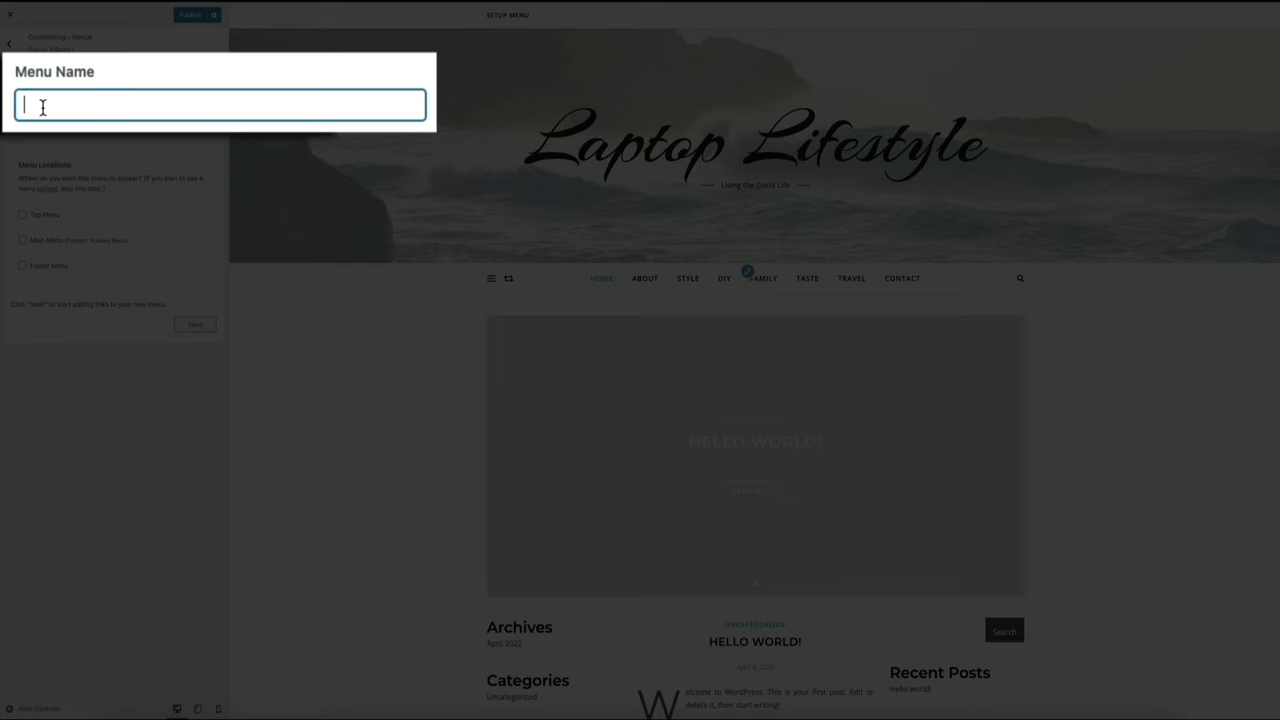 Publish
SETUP MENU
Customizing ▸ Menus
New Menu
Menu Name
Menu Locations
Where do you want this menu to appear? (If you plan to use a
menu widget, skip this step.)
Top Menu
Main Menu (Current: Primary Menu)
Footer Menu
Click "Next" to start adding links to your new menu.
Next
Laptop Lifestyle
Living the Good Life
HOME ABOUT STYLE DIY FAMILY TASTE TRAVEL CONTACT
HELLO WORLD!
Archives
April 2022
Categories
Uncategorized
UNCATEGORIZED
HELLO WORLD!
April 9, 2022
Welcome to WordPress. This is your first post. Edit or
delete it, then start writing!
Search
Recent Posts
Hello world!
Hide Controls